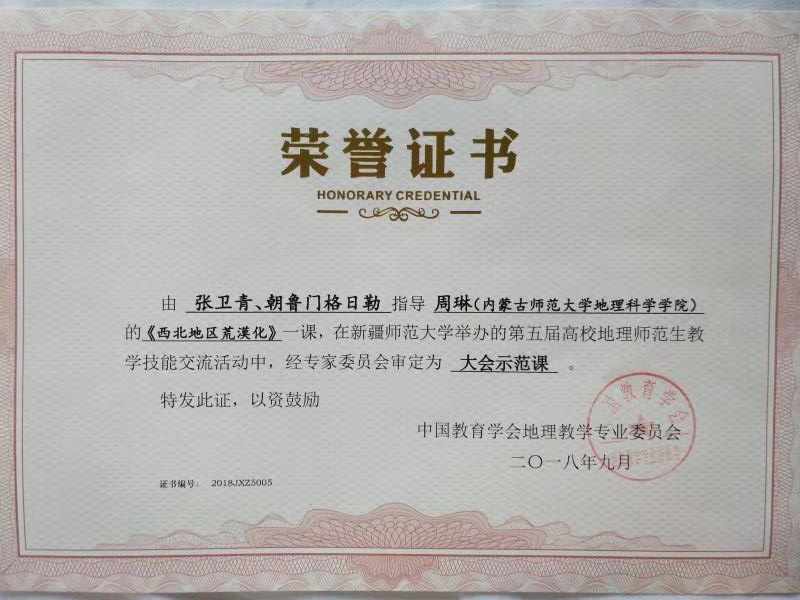 荣誉证书
HONORARY CREDENTIAL
由 张卫青、朝鲁门格日勒 指导 周琳（内蒙古师范大学地理科学学院）
的《西北地区荒漠化》一课，在新疆师范大学举办的第五届高校地理师范生教
学技能交流活动中，经专家委员会审定为 大会示范课 。
特发此证，以资鼓励
中国教育学会地理教学专业委员会
二〇一八年九月
证书编号： 2018JXZ5005
国教育学会